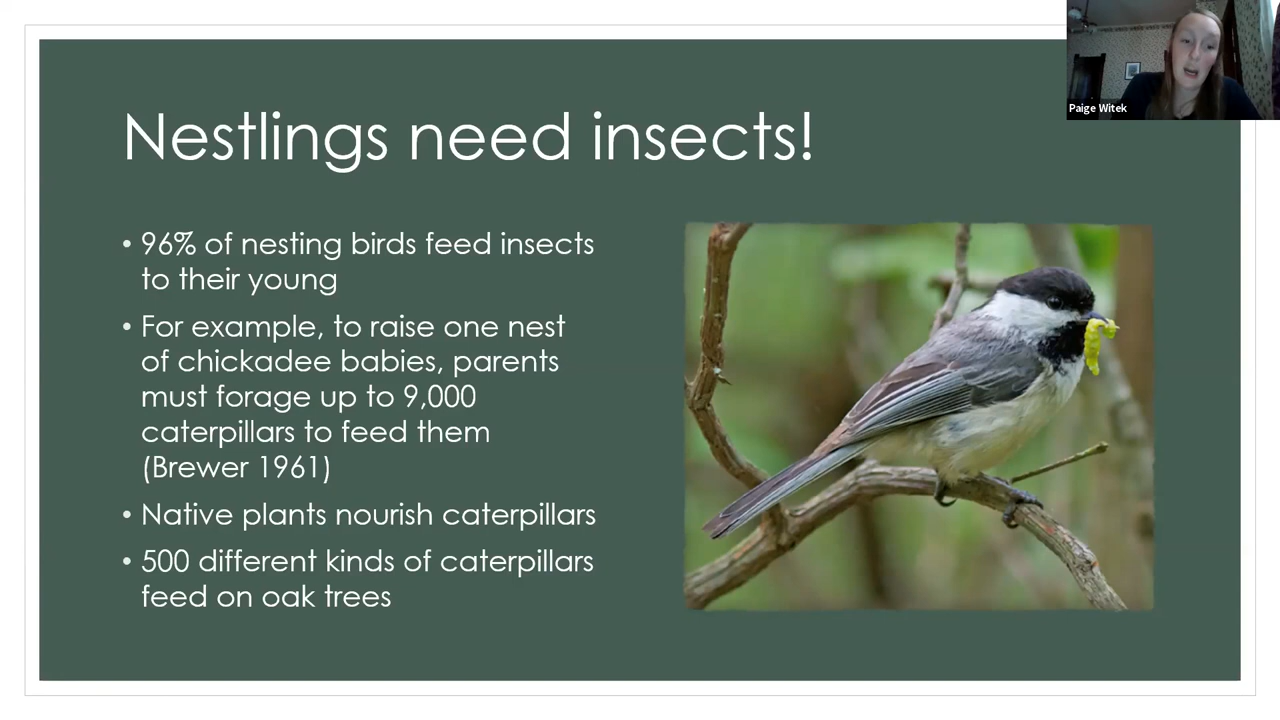 Paige Witek
Nestlings need insects!
• 96% of nesting birds feed insects
to their young
• For example, to raise one nest
of chickadee babies, parents
must forage up to 9,000
caterpillars to feed them
(Brewer 1961)
• Native plants nourish caterpillars
• 500 different kinds of caterpillars
feed on oak trees